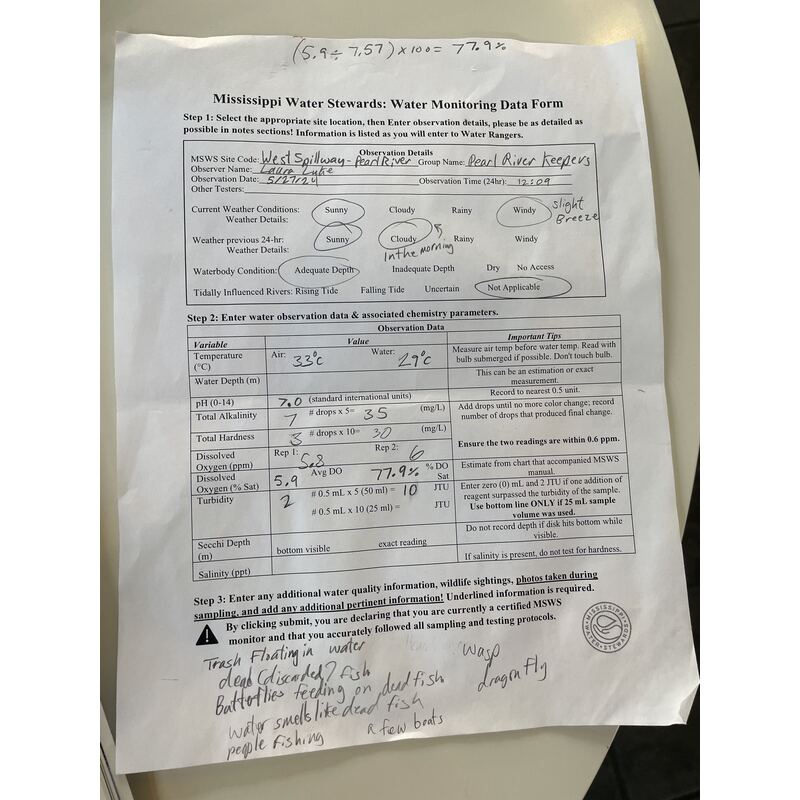 (5.9 ÷ 7.57) x 100 = 77.9%
Mississippi Water Stewards: Water Monitoring Data Form
Step 1: Select the appropriate site location, then Enter observation details, please be as detailed as
possible in notes sections! Information is listed as you will enter to Water Rangers.
Observation Details
MSWS Site Code: West Spillway - Pearl River Group Name: Pearl River Keepers
Observer Name: Laura
Observation Date: 5/27/24 Observation Time (24hr): 12:09
Other Testers:
Current Weather Conditions: Sunny Cloudy Rainy Windy slight
Weather Details: Breeze
Weather previous 24-hr: Sunny Cloudy Rainy Windy
Weather Details: In the morning
Waterbody Condition: Adequate Depth Inadequate Depth Dry No Access
Tidally Influenced Rivers: Rising Tide Falling Tide Uncertain Not Applicable
Step 2: Enter water observation data & associated chemistry parameters.
Observation Data
Variable Value Important Tips
Temperature (°C) Air: 33°C Water: 29°C Measure air temp before water temp. Read with bulb submerged if possible. Don't touch bulb.
Water Depth (m) This can be an estimation or exact measurement.
pH (0-14) 7.0 (standard international units) Record to nearest 0.5 unit.
Total Alkalinity 7 # drops x 5= 35 (mg/L) Add drops until no more color change; record number of drops that produced final change.
Total Hardness 3 # drops x 10= 30 (mg/L)
Dissolved Oxygen (ppm) Rep 1: 5.8 Rep 2: 6 Ensure the two readings are within 0.6 ppm.
Dissolved Oxygen (% Sat) 5.9 Avg DO 77.9% % DO Sat Estimate from chart that accompanied MSWS manual.
Turbidity 2 # 0.5 mL x 5 (50 ml) = 10 JTU Enter zero (0) mL and 2 JTU if one addition of reagent surpassed the turbidity of the sample.
# 0.5 mL x 10 (25 ml) = JTU Use bottom line ONLY if 25 mL sample volume was used.
Secchi Depth (m) bottom visible exact reading Do not record depth if disk hits bottom while visible.
Salinity (ppt) If salinity is present, do not test for hardness.
Step 3: Enter any additional water quality information, wildlife sightings, photos taken during
sampling, and add any additional pertinent information! Underlined information is required.
By clicking submit, you are declaring that you are currently a certified MSWS
monitor and that you accurately followed all sampling and testing protocols.
MISSISSIPPI WATER STEWARDS
Trash Floating in water wasp
dead (discarded? fish dragon fly
Butterflies feeding on dead fish
Water smells like dead fish
people fishing a few boats